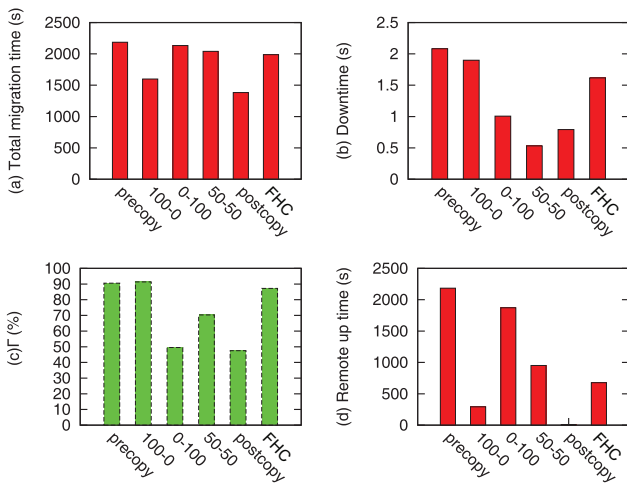 (a) Total migration time (s)
2500
2000
1500
1000
500
0
precopy
100-0
0-100
50-50
postcopy
FHC
(b) Downtime (s)
2.5
2
1.5
1
0.5
0
precopy
100-0
0-100
50-50
postcopy
FHC
(c)Γ (%)
100
90
80
70
60
50
40
30
20
10
0
precopy
100-0
0-100
50-50
postcopy
FHC
(d) Remote up time (s)
2500
2000
1500
1000
500
0
precopy
100-0
0-100
50-50
postcopy
FHC